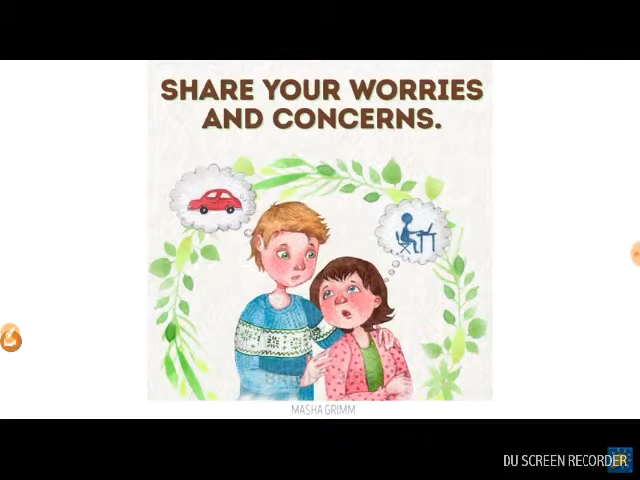 SHARE YOUR WORRIES
AND CONCERNS.
MASHA GRIMM
DU SCREEN RECORDER